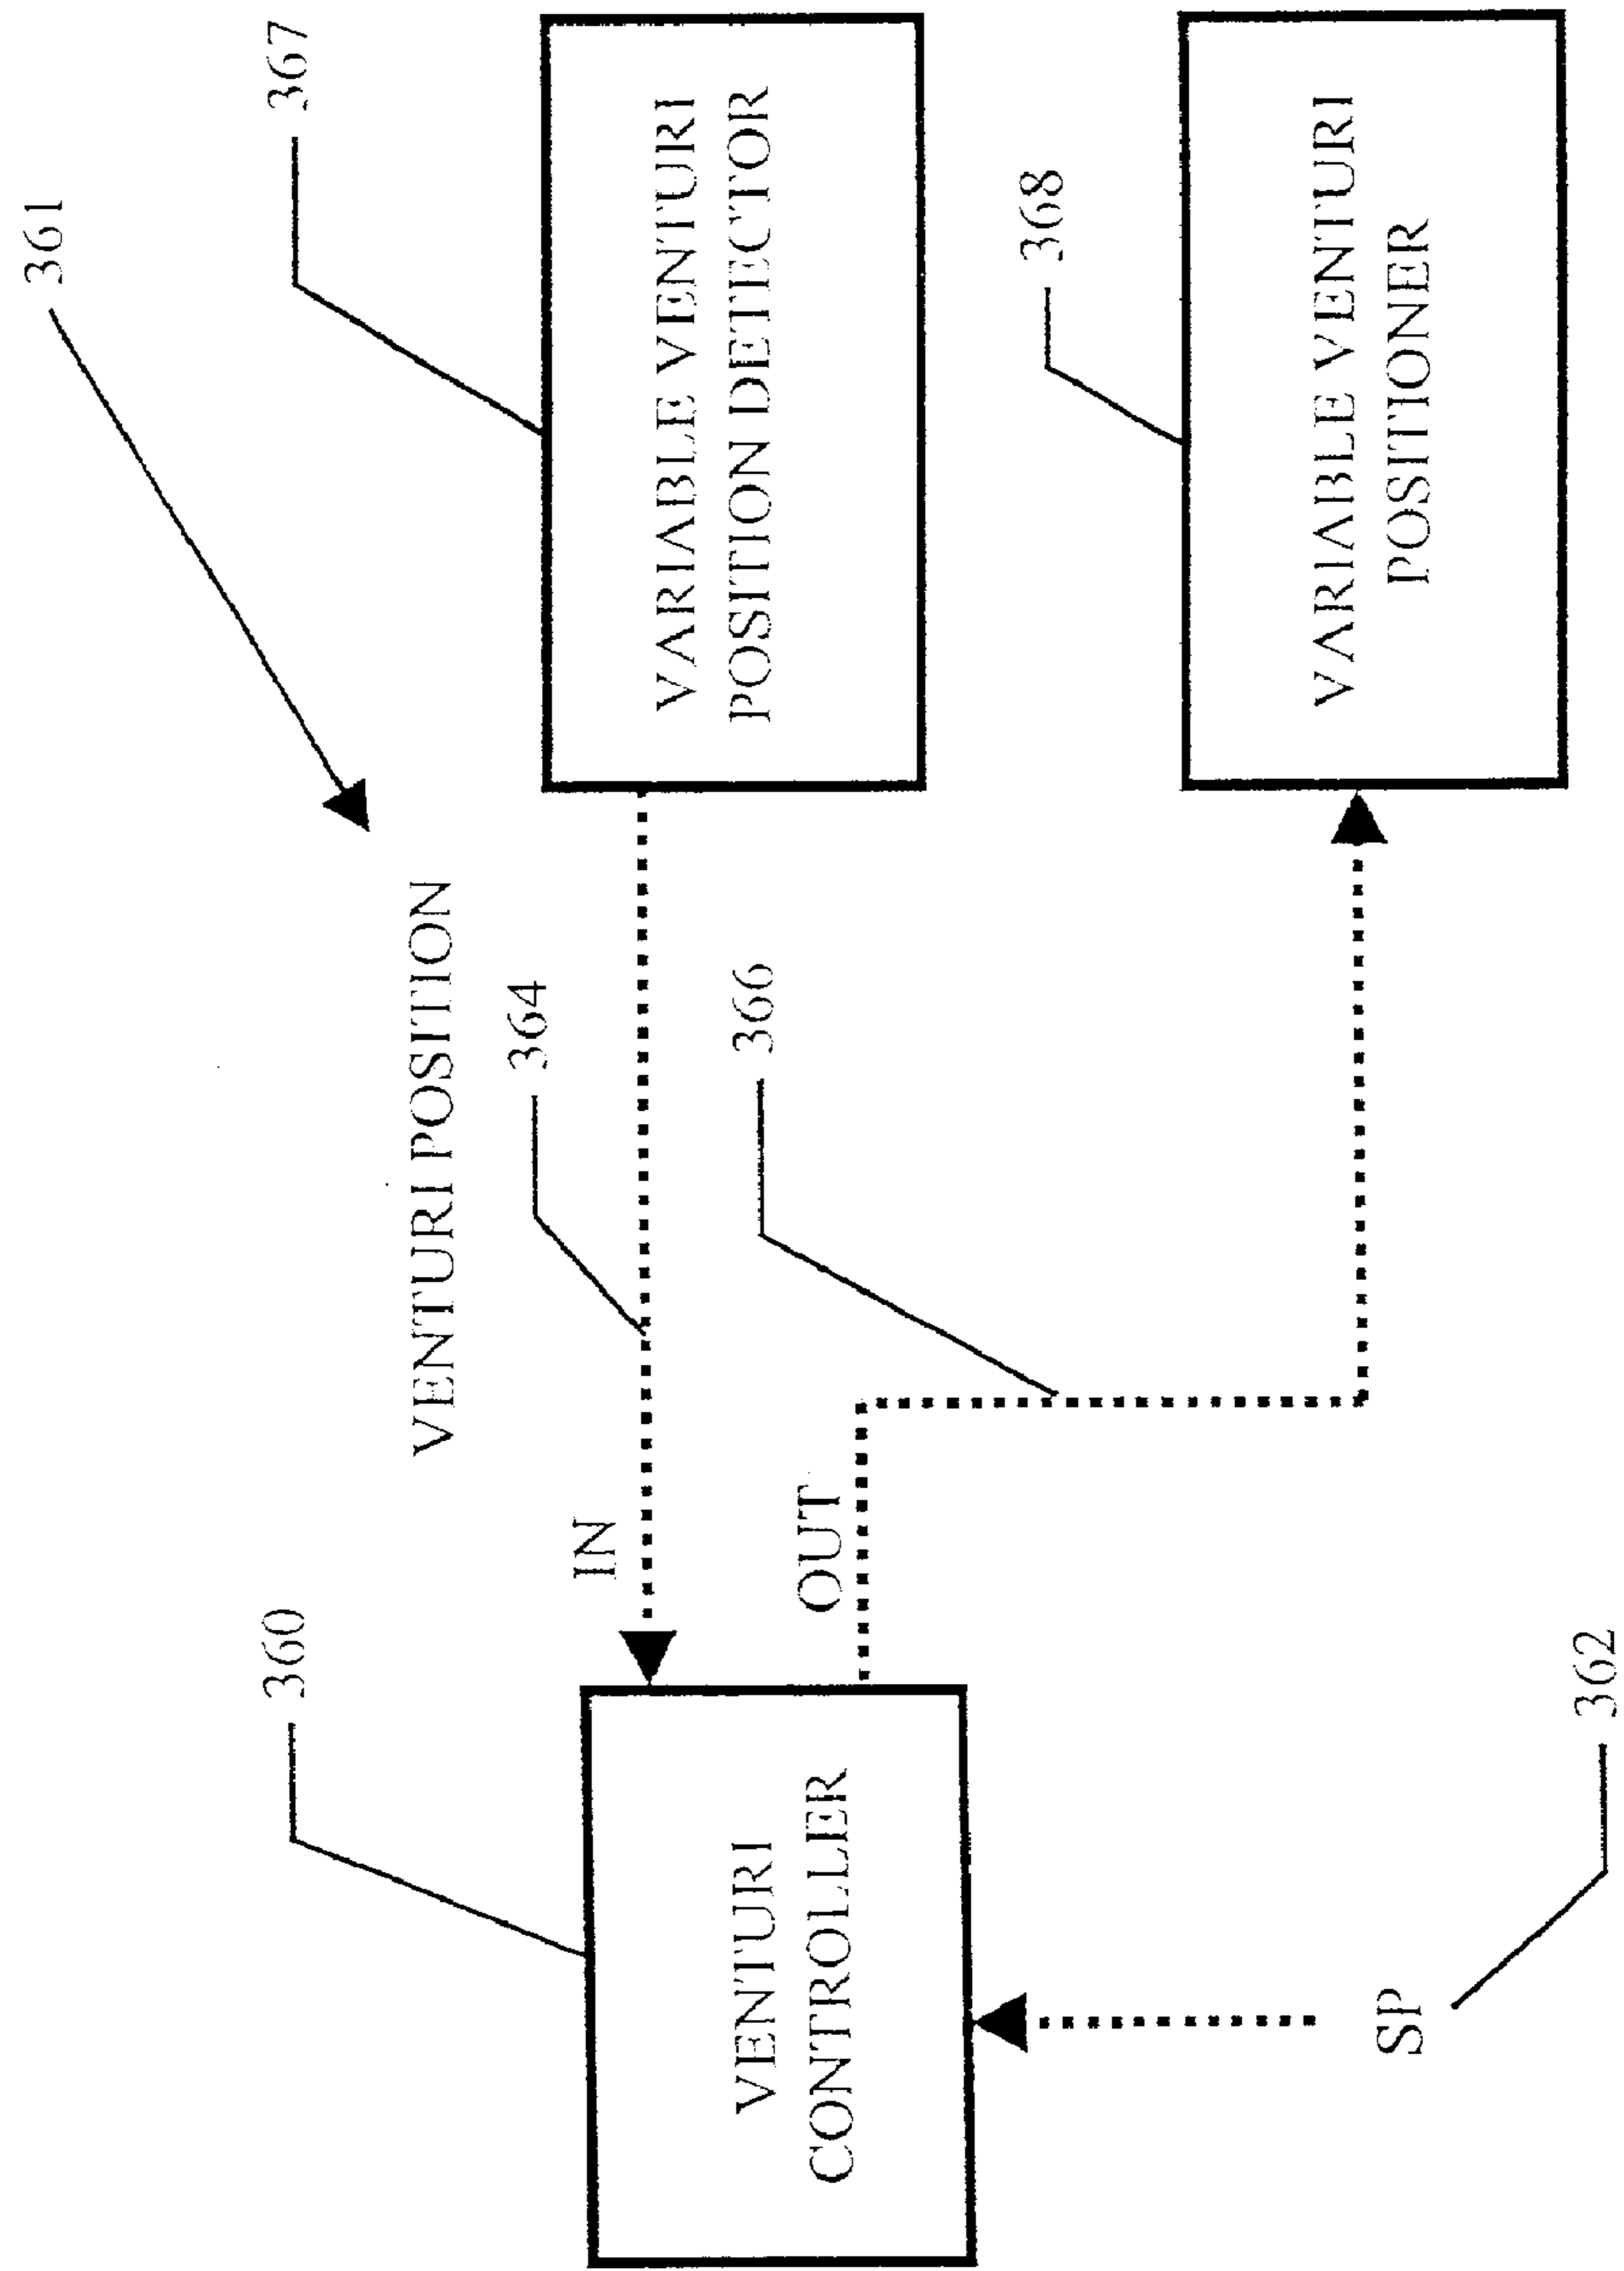 361
367
VARIABLE VENTURI
POSITION DETECTOR
VENTURI POSITION
364
360
IN
366
OUT
VENTURI
CONTROLLER
368
VARIABLE VENTURI
POSITIONER
SP
362